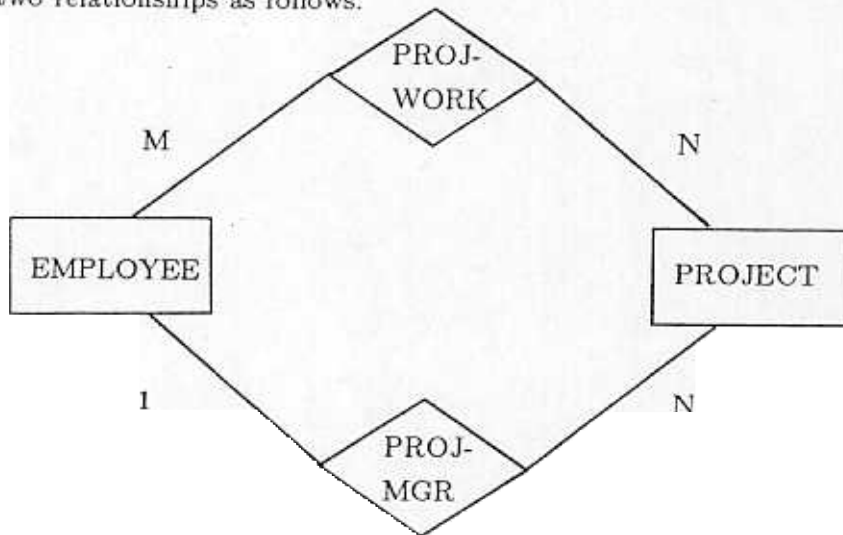 two relationships as follows.
PROJ-
WORK
M
N
EMPLOYEE
PROJECT
1
N
PROJ-
MGR